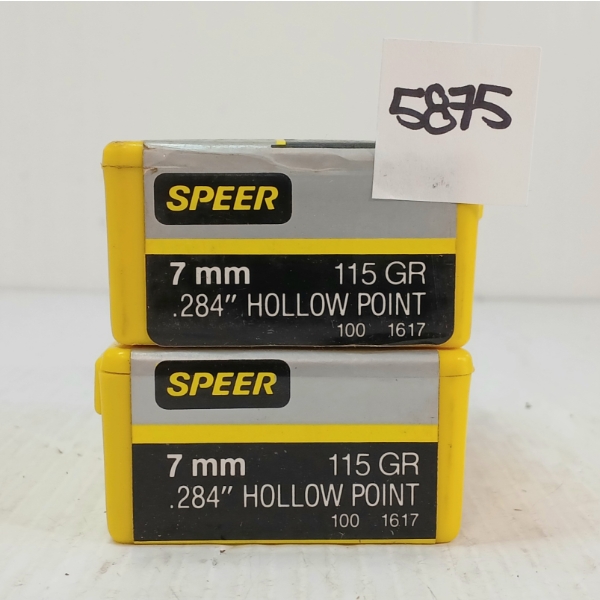 5875
SPEER
7 mm 115 GR
.284" HOLLOW POINT
100 1617
SPEER
7 mm 115 GR
.284" HOLLOW POINT
100 1617